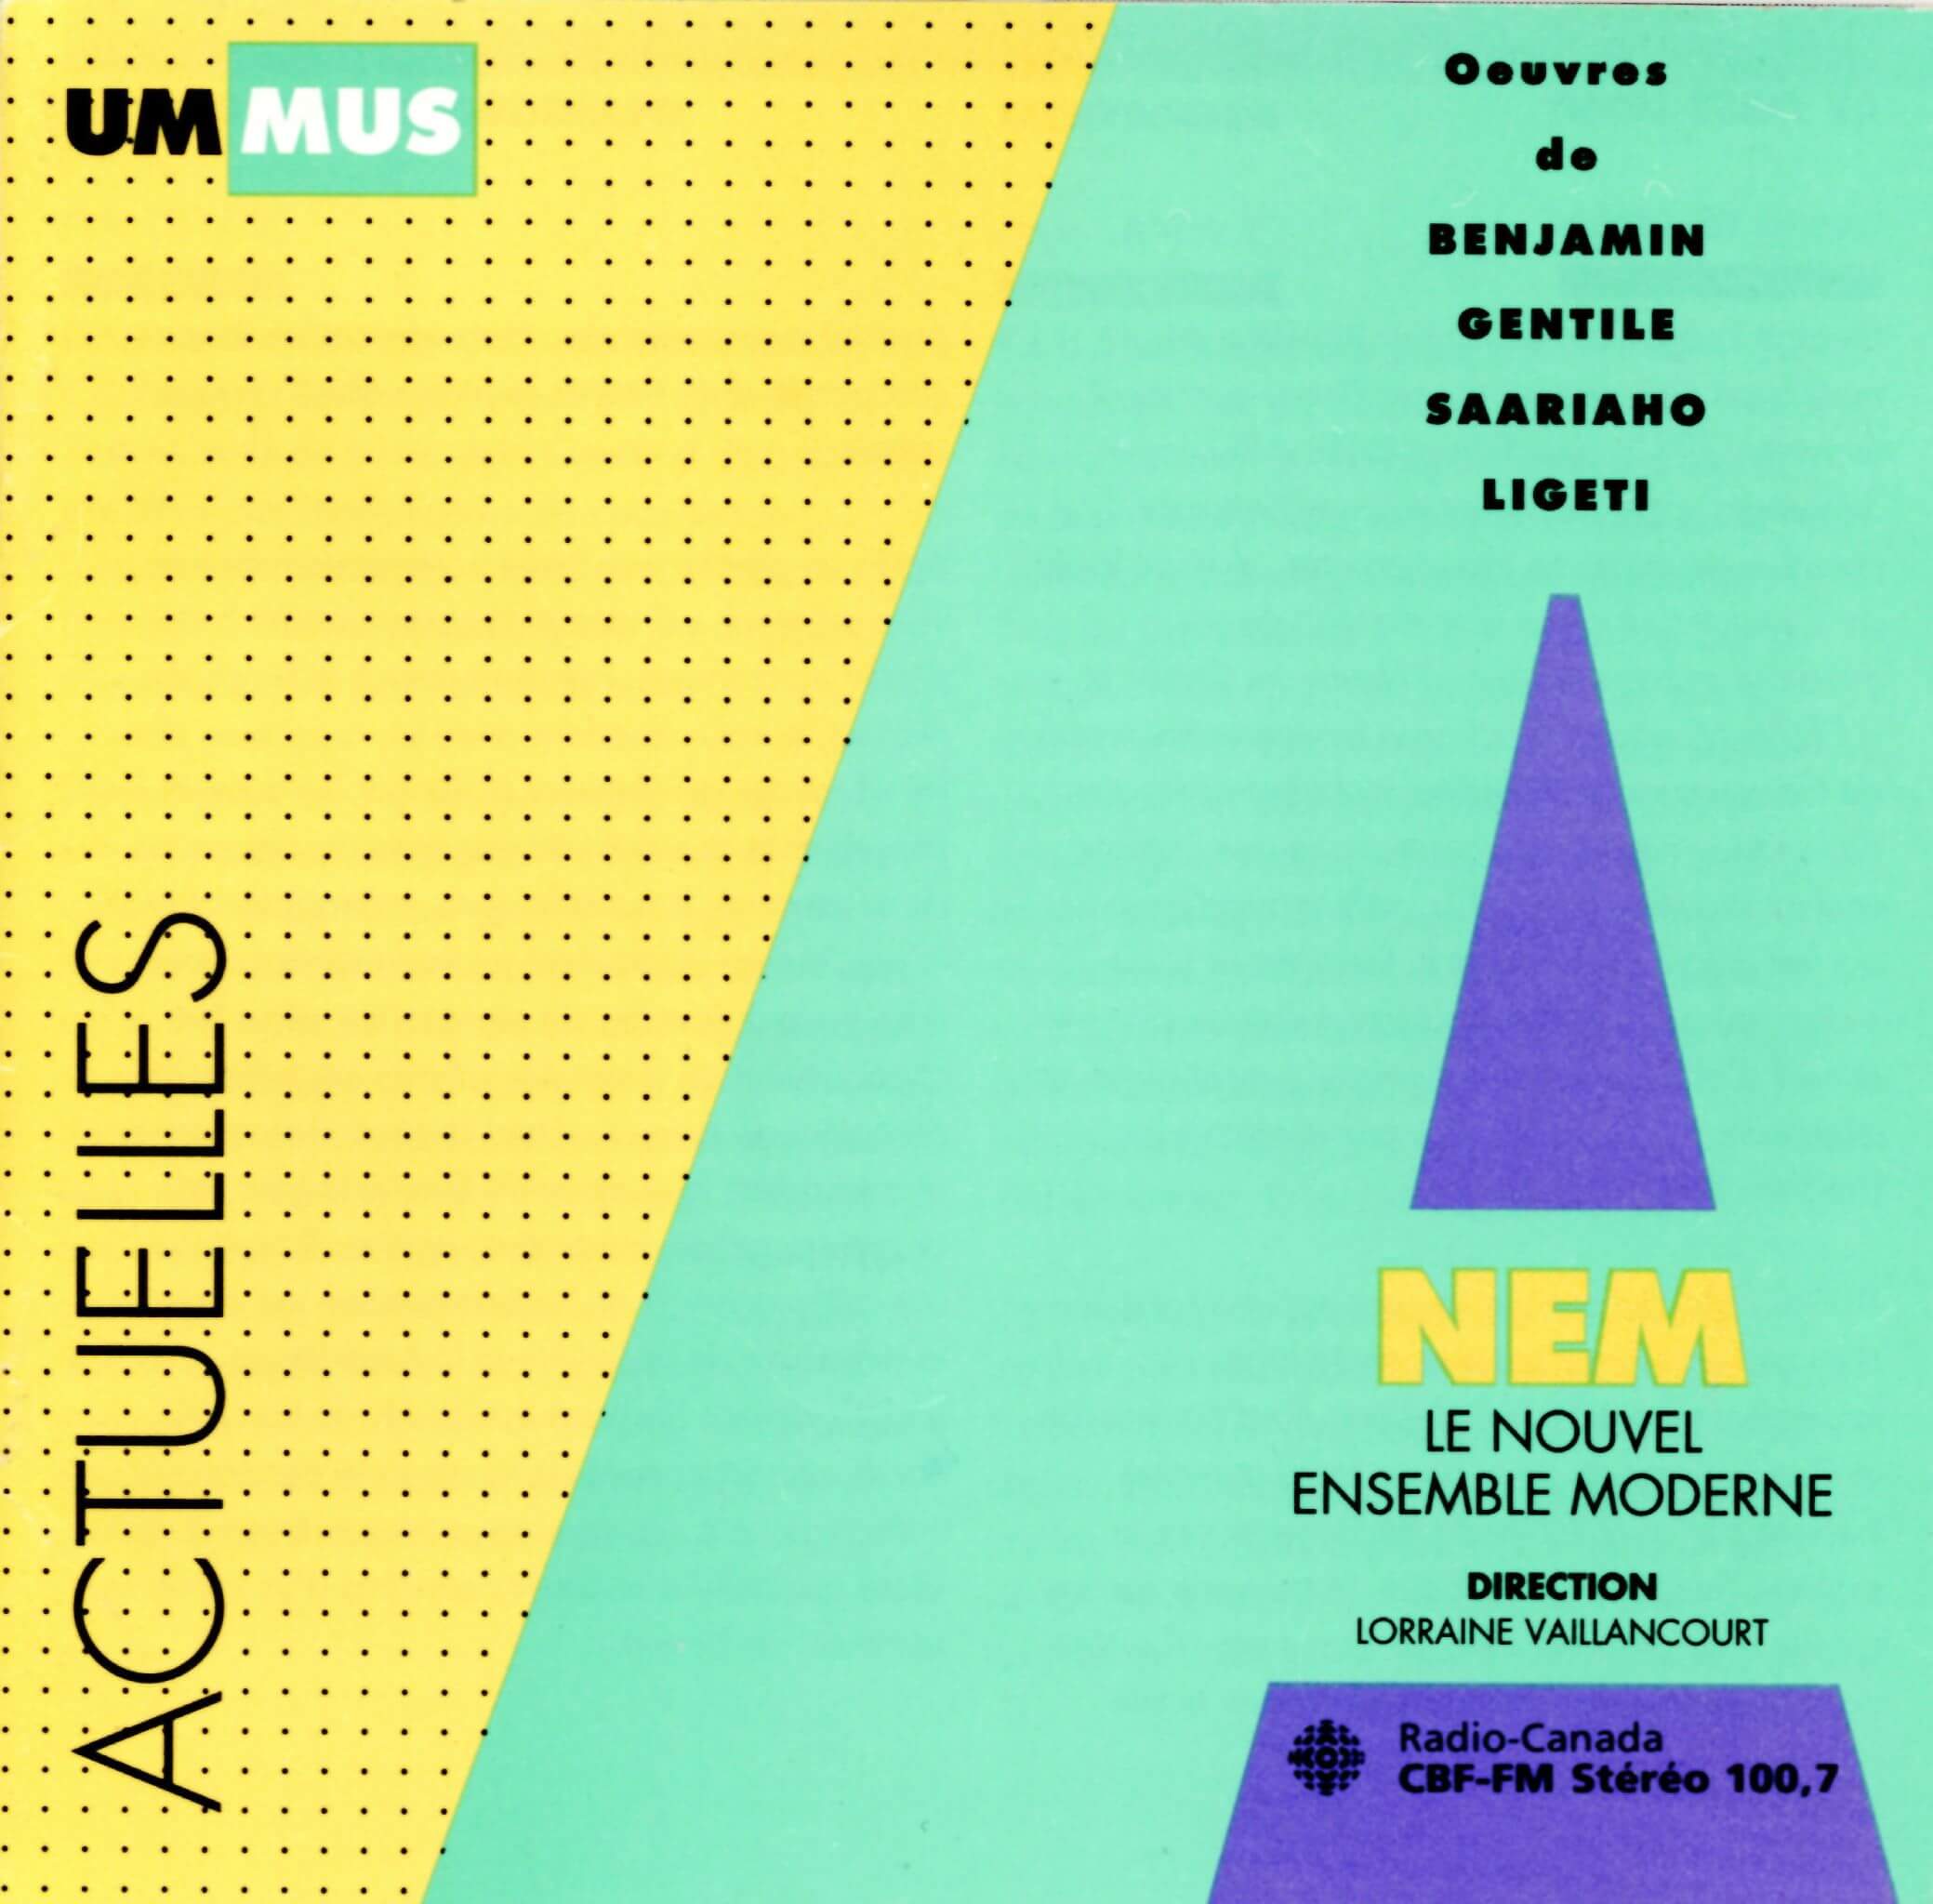 UMMUS
Oeuvres
de
BENJAMIN
GENTILE
SAARIAHO
LIGETI
ACTUELLES
NEM
LE NOUVEL
ENSEMBLE MODERNE
DIRECTION
LORRAINE VAILLANCOURT
Radio-Canada
CBF-FM Stéréo 100,7